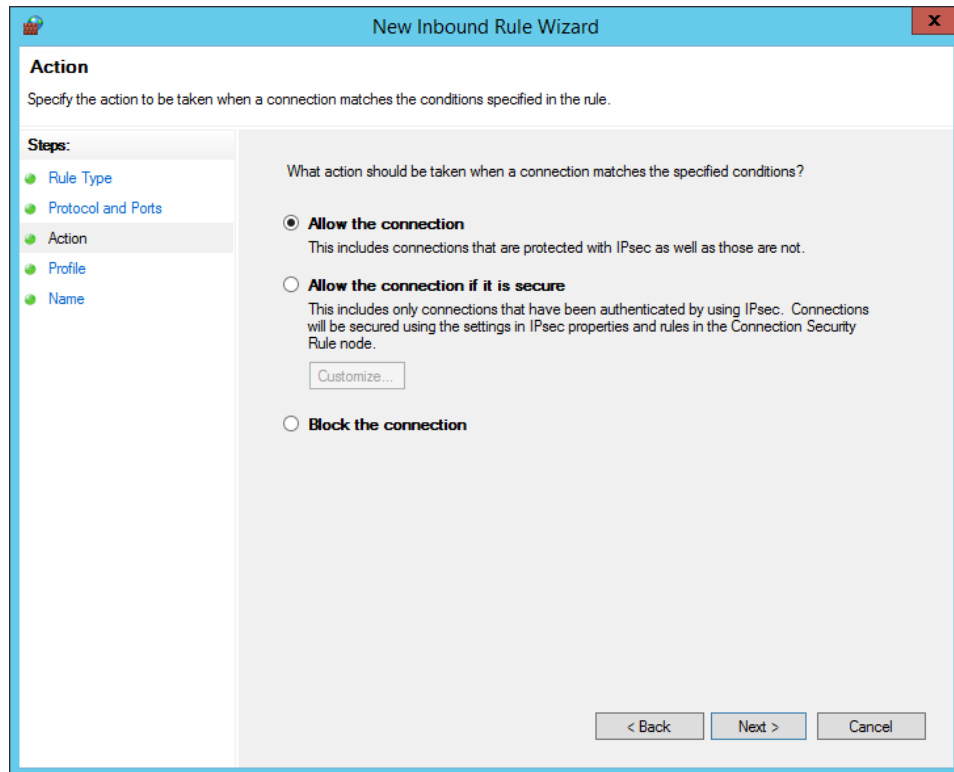 New Inbound Rule Wizard
x
Action
Specify the action to be taken when a connection matches the conditions specified in the rule.
Steps:
Rule Type
Protocol and Ports
Action
Profile
Name
What action should be taken when a connection matches the specified conditions?
Allow the connection
This includes connections that are protected with IPsec as well as those are not.
Allow the connection if it is secure
This includes only connections that have been authenticated by using IPsec. Connections
will be secured using the settings in IPsec properties and rules in the Connection Security
Rule node.
Customize...
Block the connection
< Back
Next >
Cancel